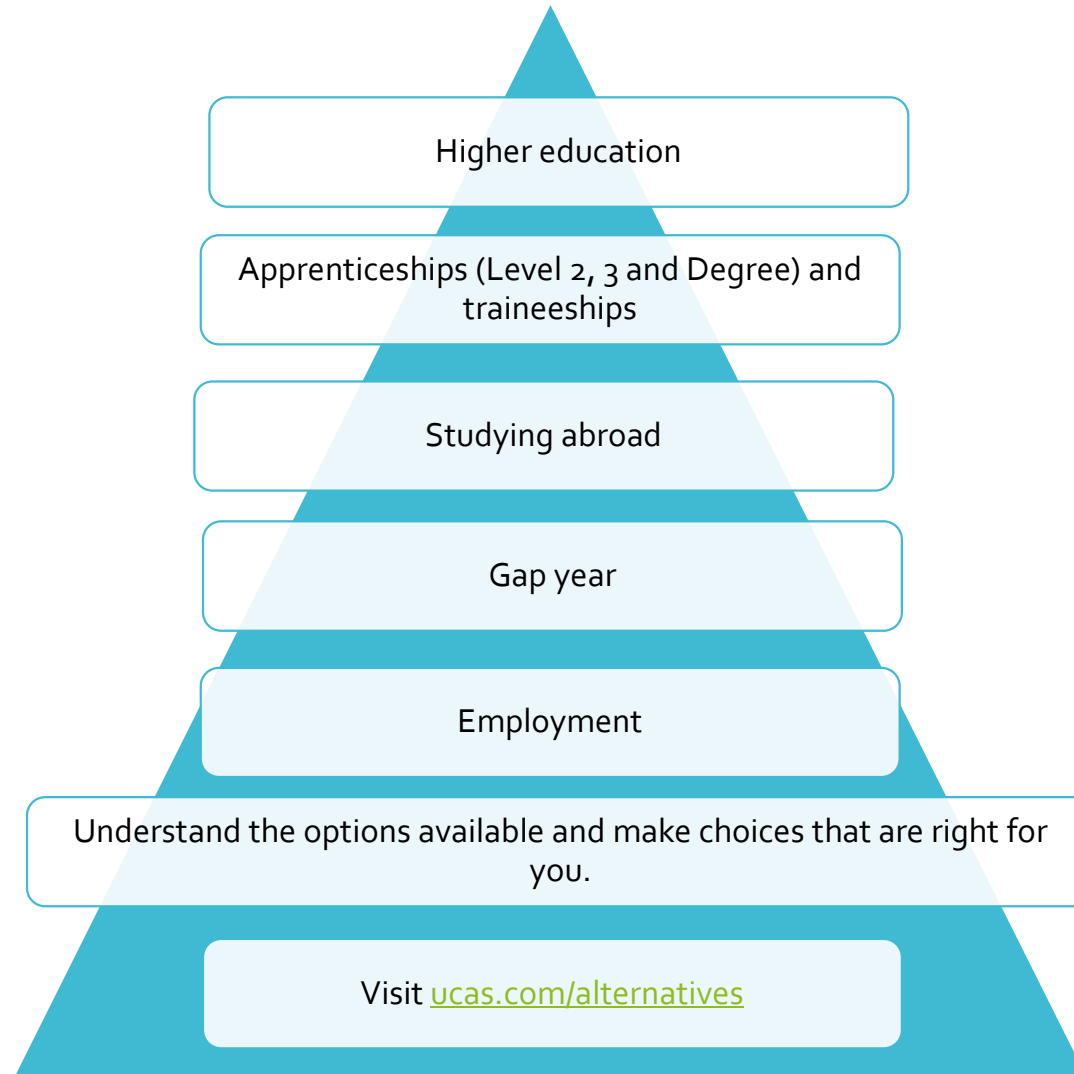 Higher education
Apprenticeships (Level 2, 3 and Degree) and
traineeships
Studying abroad
Gap year
Employment
Understand the options available and make choices that are right for
you.
Visit ucas.com/alternatives